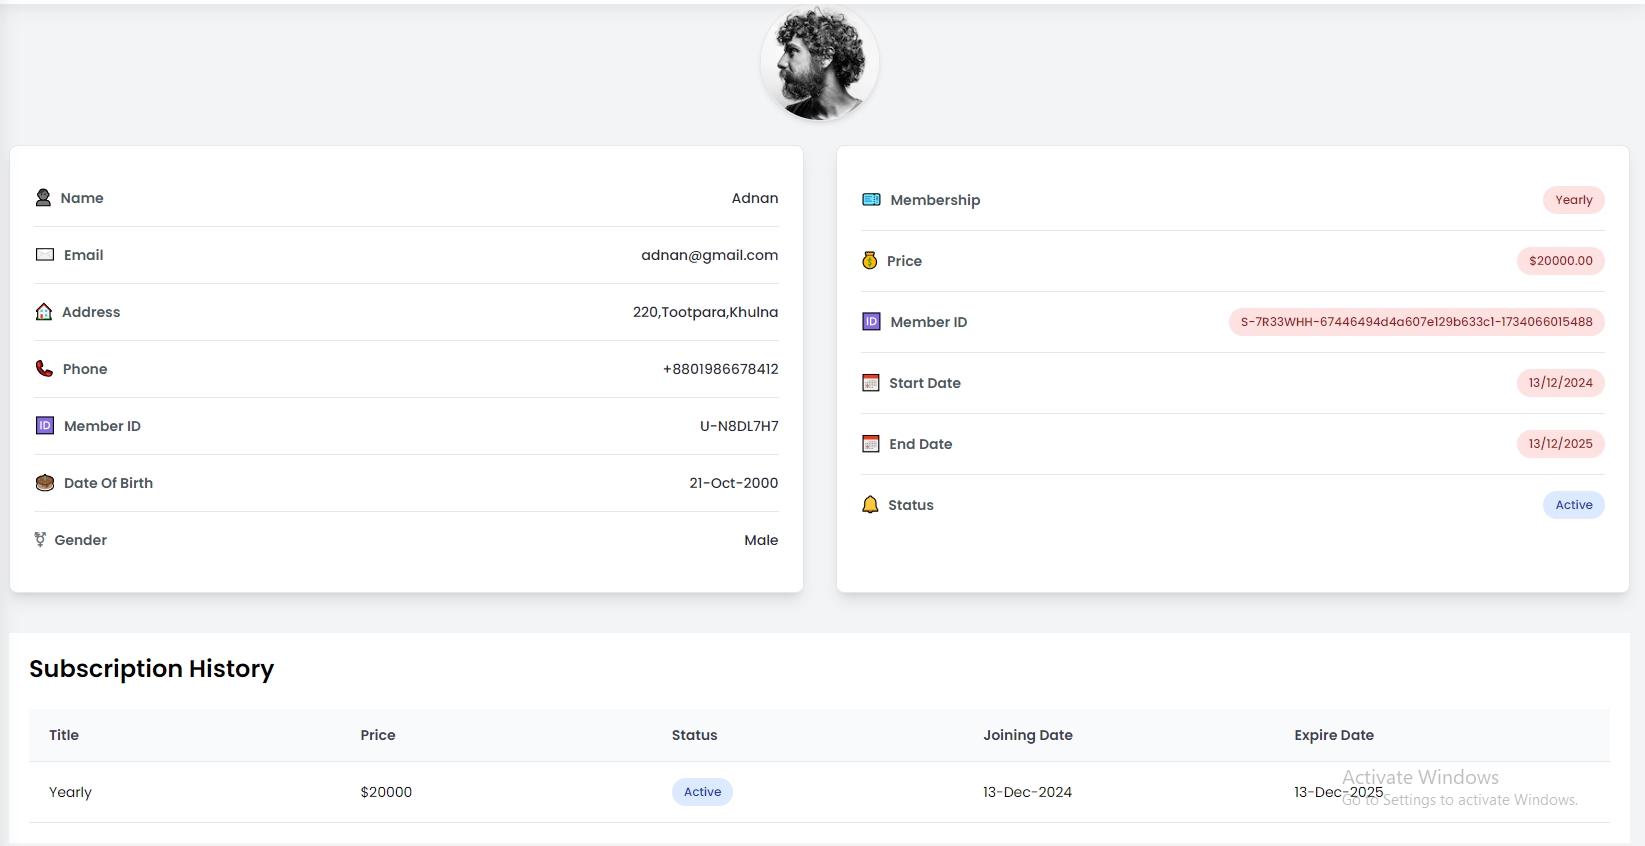 Name Adnan
Email adnan@gmail.com
Address 220,Tootpara,Khulna
Phone +8801986678412
ID Member ID U-N8DL7H7
Date Of Birth 21-Oct-2000
Gender Male
Membership Yearly
Price $20000.00
ID Member ID S-7R33WHH-67446494d4a607e129b633c1-1734066015488
Start Date 13/12/2024
End Date 13/12/2025
Status Active
Subscription History
Title Price Status Joining Date Expire Date
Yearly $20000 Active 13-Dec-2024 13-Dec-2025
Activate Windows
Go to Settings to activate Windows.